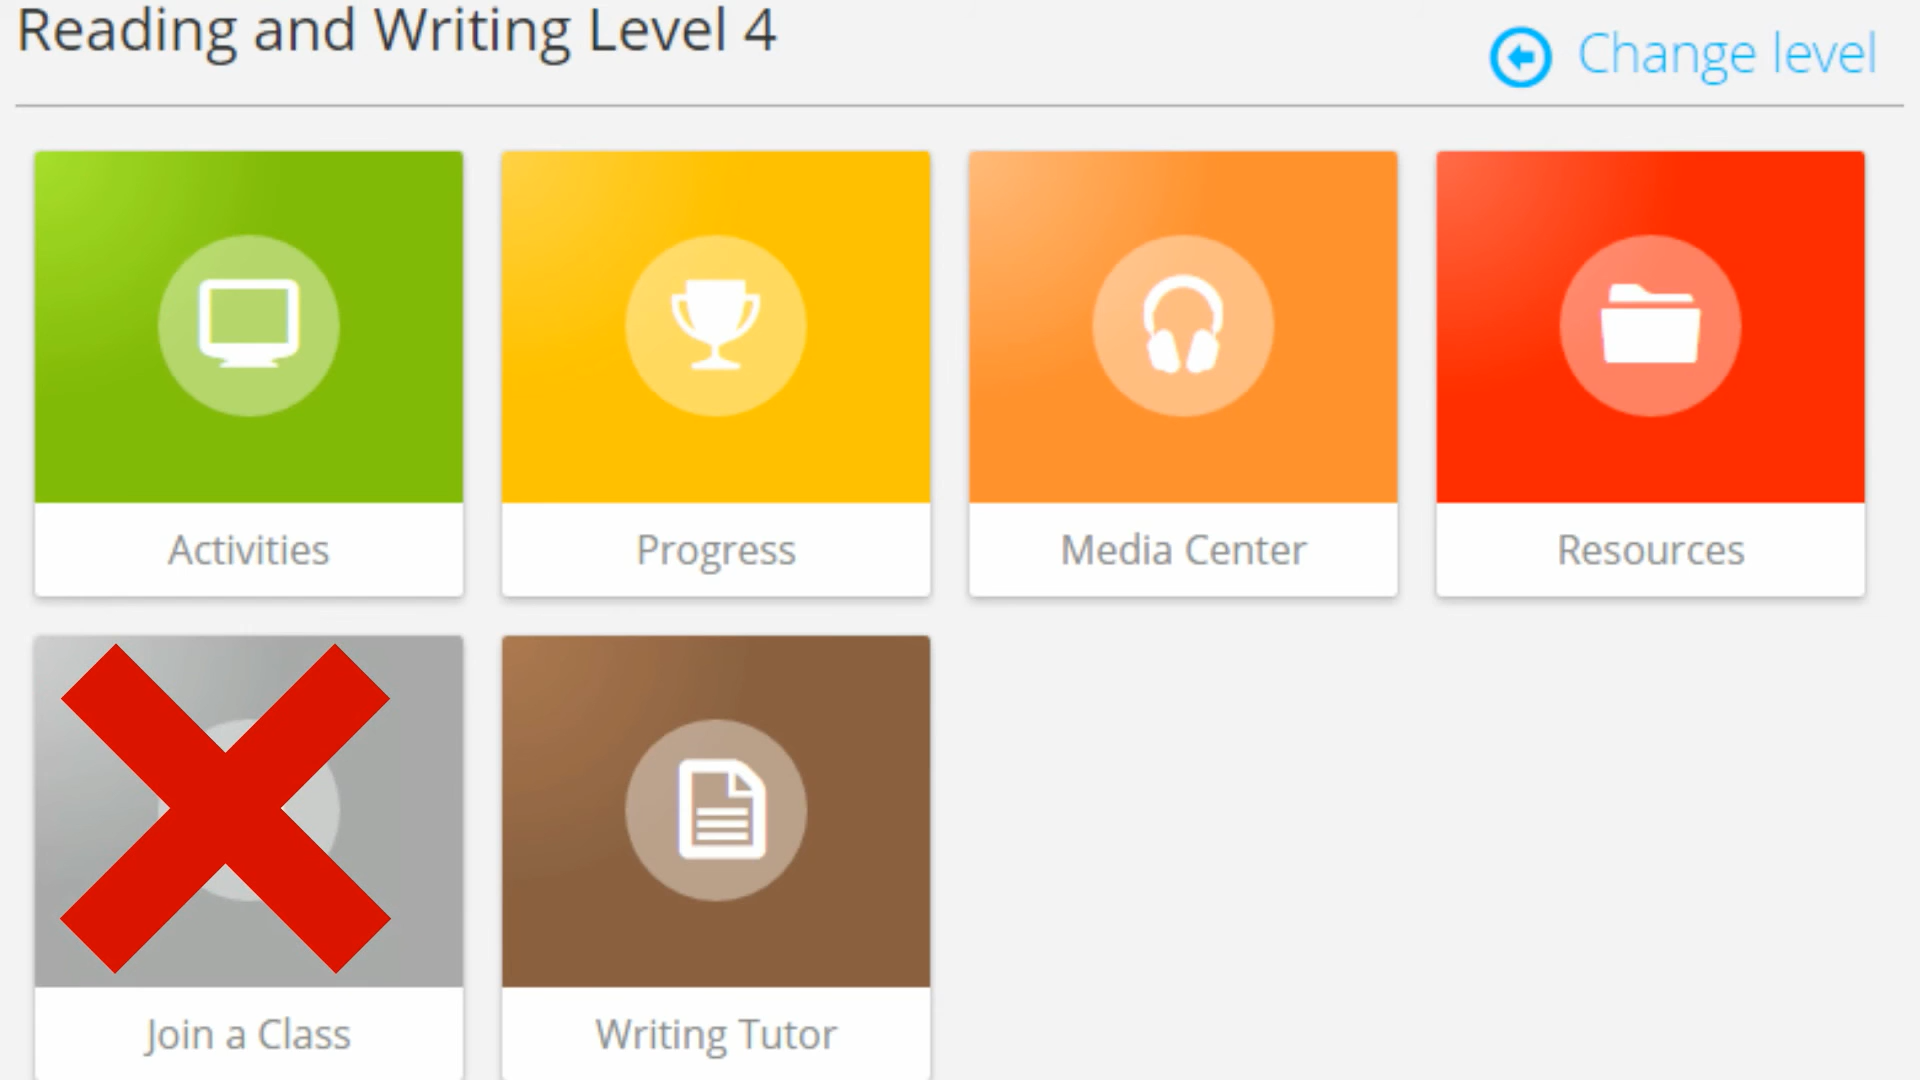 Reading and Writing Level 4
Change level
Activities
Progress
Media Center
Resources
Join a Class
Writing Tutor